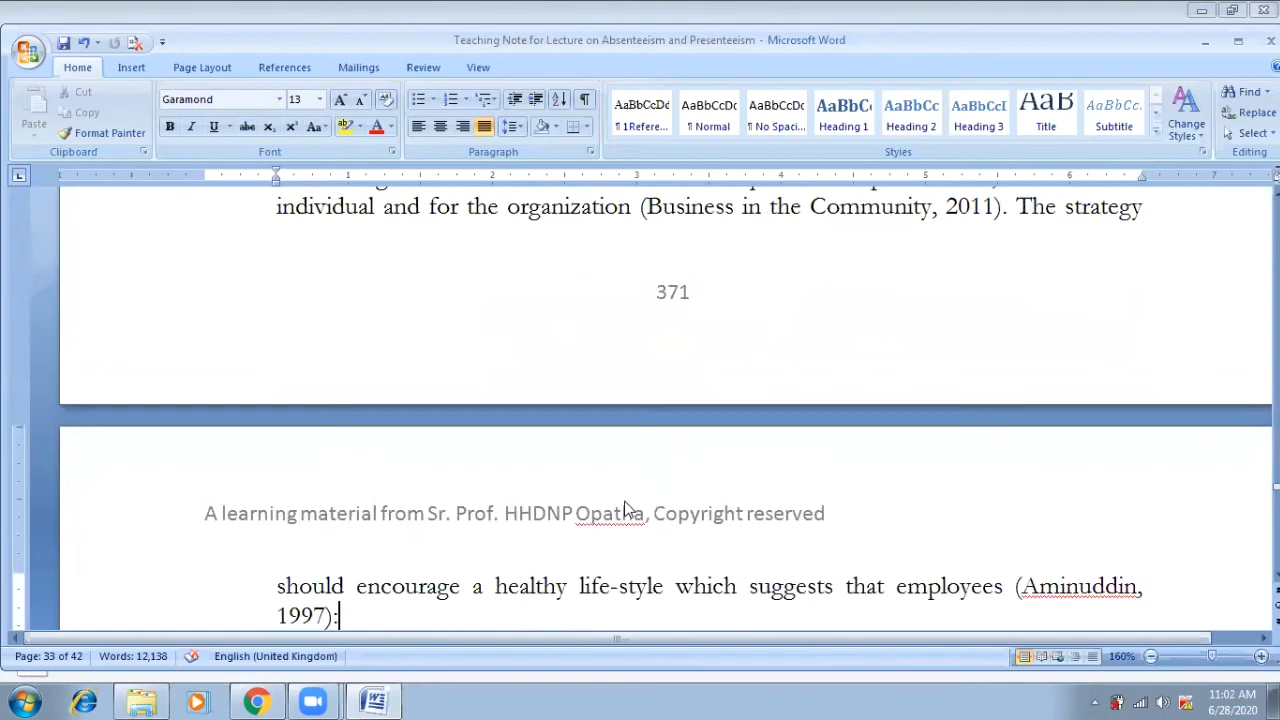 Teaching Note for Lecture on Absenteeism and Presenteeism - Microsoft Word
Home Insert Page Layout References Mailings Review View
Paste
Cut
Copy
Format Painter
Clipboard
Garamond 13
Font
Paragraph
AaBbCcDd AaBbCcDc AaBbCcDc AaBbC AaBbCc AaBbCcI AaB AaBbCc.
¶ 1Refere... ¶ Normal ¶ No Spaci... Heading 1 Heading 2 Heading 3 Title Subtitle
Change
Styles
Styles
Find
Replace
Select
Editing
individual and for the organization (Business in the Community, 2011). The strategy
371
A learning material from Sr. Prof. HHDNP Opatha, Copyright reserved
should encourage a healthy life-style which suggests that employees (Aminuddin,
1997):
Page: 33 of 42 Words: 12,138 English (United Kingdom) 160%
11:02 AM
6/28/2020